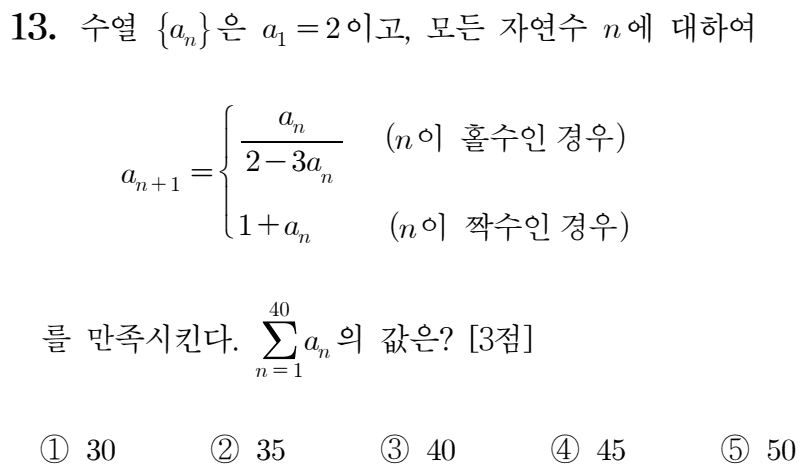 13. 수열 {aₙ}은 a₁ = 2이고, 모든 자연수 n에 대하여
aₙ₊₁ = { aₙ / (2 − 3aₙ) (n이 홀수인 경우)
1 + aₙ (n이 짝수인 경우)
를 만족시킨다. ∑_{n=1}^{40} aₙ의 값은? [3점]
① 30 ② 35 ③ 40 ④ 45 ⑤ 50